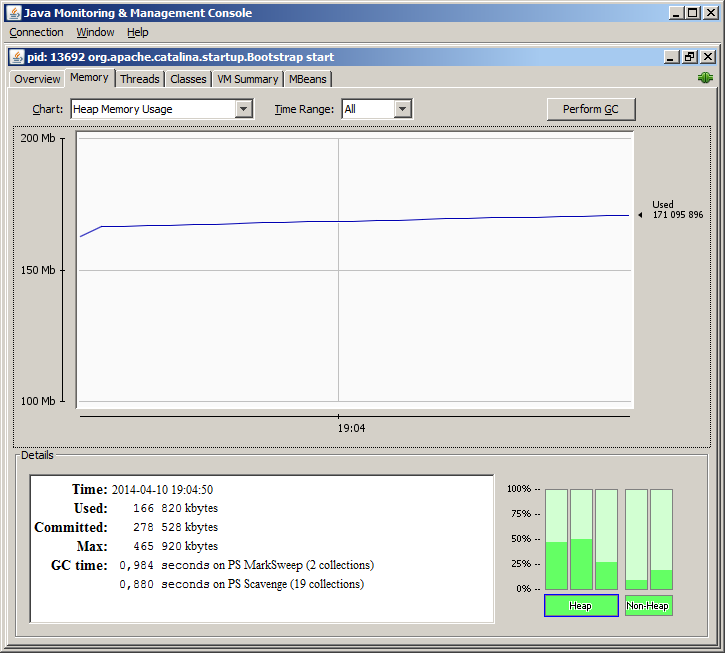 Java Monitoring & Management Console
Connection Window Help
pid: 13692 org.apache.catalina.startup.Bootstrap start
Overview Memory Threads Classes VM Summary MBeans
Chart: Heap Memory Usage Time Range: All Perform GC
200 Mb
Used
171 095 896
150 Mb
100 Mb
19:04
Details
Time: 2014-04-10 19:04:50
Used: 166 820 kbytes
Committed: 278 528 kbytes
Max: 465 920 kbytes
GC time: 0,984 seconds on PS MarkSweep (2 collections)
0,880 seconds on PS Scavenge (19 collections)
100% --
75% --
50% --
25% --
0% --
Heap Non-Heap